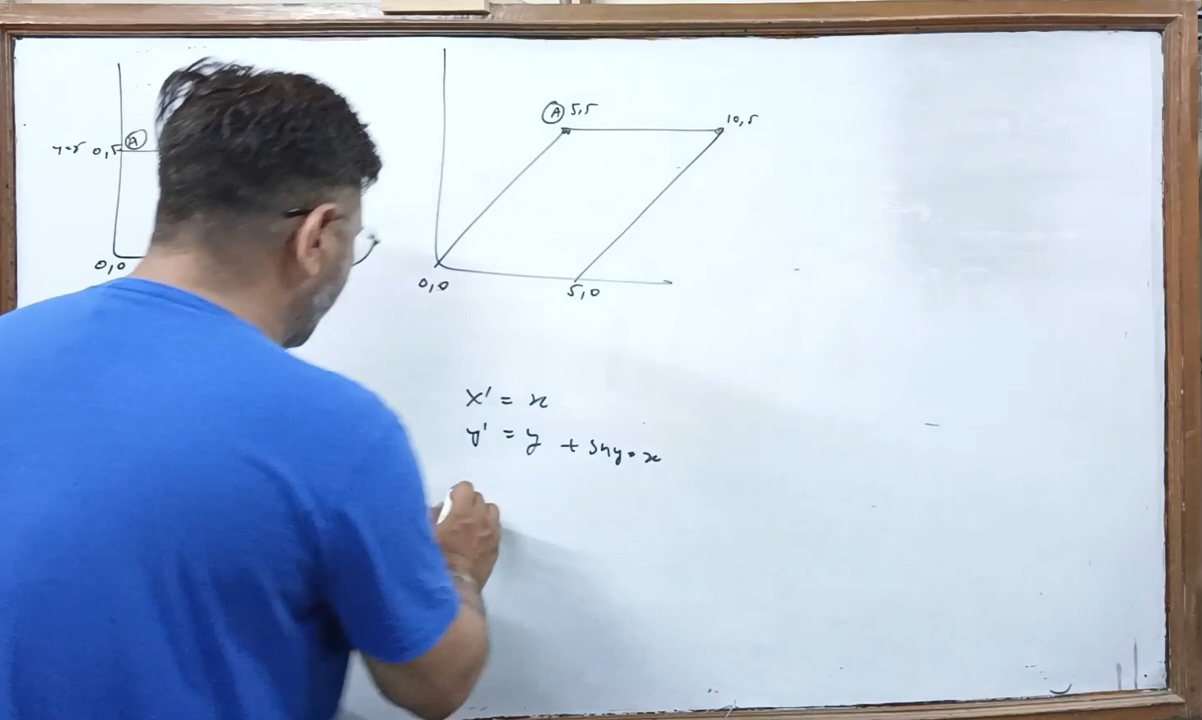 A 5,5
10,5
y=5 0,5 A
0,0
0,0
5,0
x' = x
y' = y + shy . x